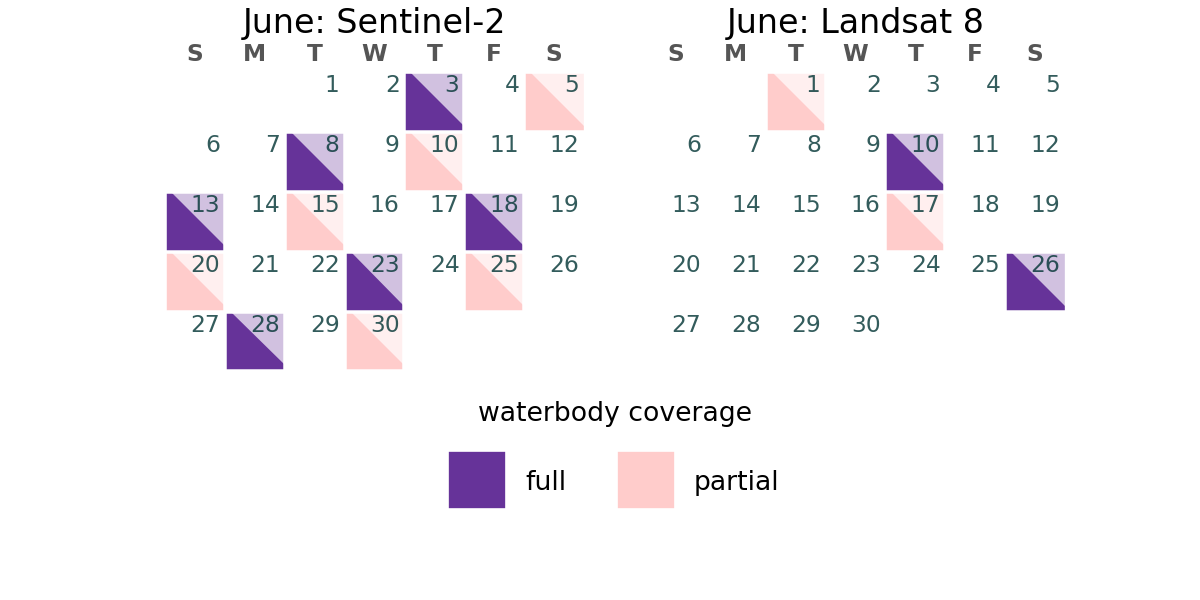 June: Sentinel-2
S M T W T F S
1 2 3 4 5
6 7 8 9 10 11 12
13 14 15 16 17 18 19
20 21 22 23 24 25 26
27 28 29 30
June: Landsat 8
S M T W T F S
1 2 3 4 5
6 7 8 9 10 11 12
13 14 15 16 17 18 19
20 21 22 23 24 25 26
27 28 29 30
waterbody coverage
full
partial